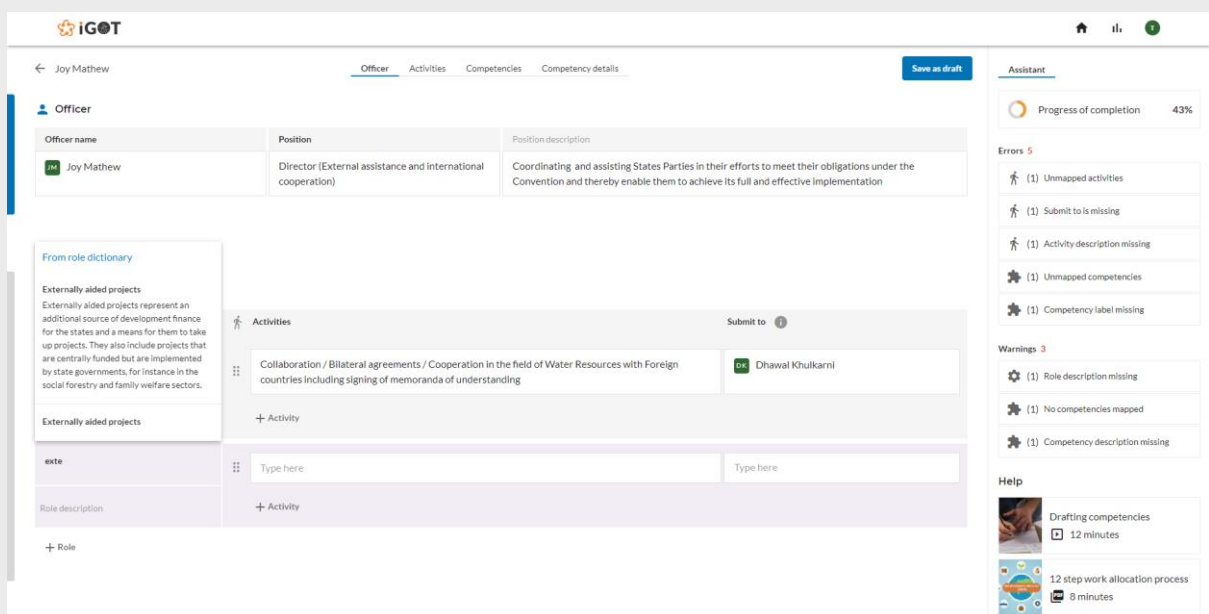 iGOT
T
Joy Mathew
Officer Activities Competencies Competency details
Save as draft
Officer
Officer name Position Position description
JM Joy Mathew
Director (External assistance and international
cooperation)
Coordinating and assisting States Parties in their efforts to meet their obligations under the
Convention and thereby enable them to achieve its full and effective implementation
From role dictionary
Externally aided projects
Externally aided projects represent an
additional source of development finance
for the states and a means for them to take
up projects. They also include projects that
are centrally funded but are implemented
by state governments, for instance in the
social forestry and family welfare sectors.
Externally aided projects
Activities Submit to
Collaboration / Bilateral agreements / Cooperation in the field of Water Resources with Foreign
countries including signing of memoranda of understanding
DK Dhawal Khulkarni
+ Activity
exte
Type here Type here
Role description
+ Activity
+ Role
Assistant
Progress of completion 43%
Errors 5
(1) Unmapped activities
(1) Submit to is missing
(1) Activity description missing
(1) Unmapped competencies
(1) Competency label missing
Warnings 3
(1) Role description missing
(1) No competencies mapped
(1) Competency description missing
Help
Drafting competencies
12 minutes
12 step work allocation process
PDF 8 minutes